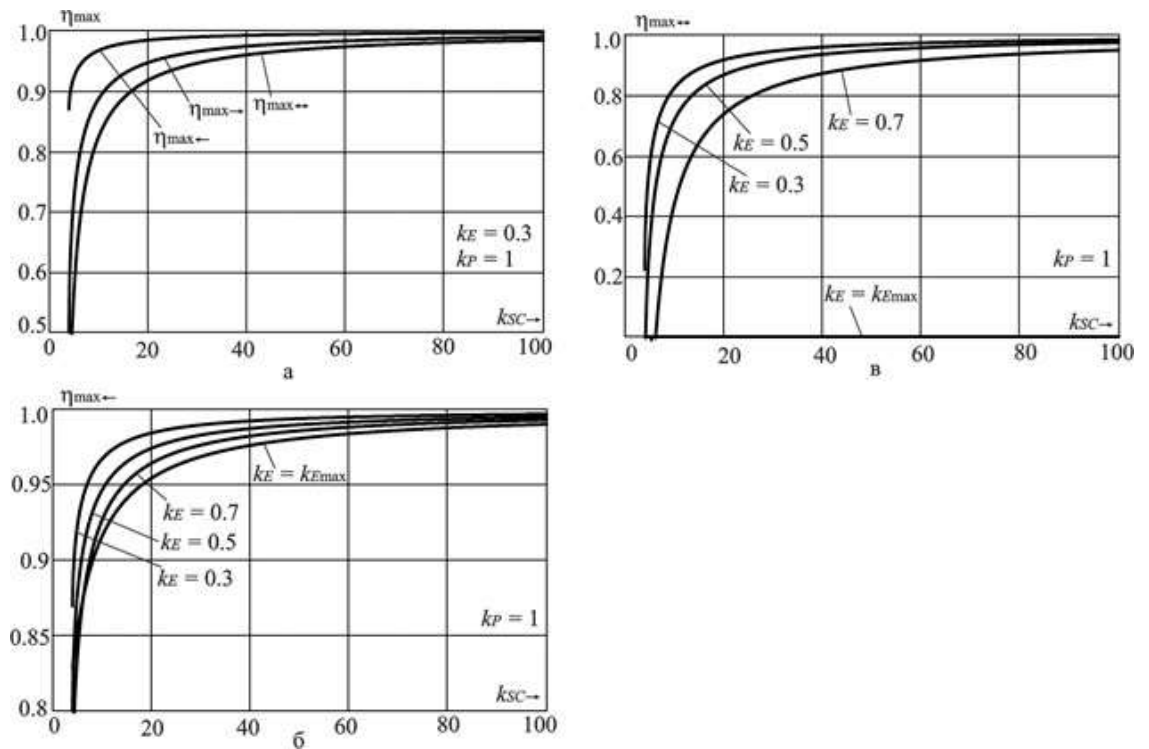 ηmax
1.0
0.9
0.8
0.7
0.6
0.5
ηmax→
ηmax↔
ηmax←
kE = 0.3
kP = 1
kSC→
0 20 40 60 80 100
а
ηmax↔
1.0
0.8
0.6
0.4
0.2
kE = 0.7
kE = 0.5
kE = 0.3
kP = 1
kE = kEmax
kSC→
0 20 40 60 80 100
в
ηmax←
1.0
0.95
0.9
0.85
0.8
kE = kEmax
kE = 0.7
kE = 0.5
kE = 0.3
kP = 1
kSC→
0 20 40 60 80 100
б